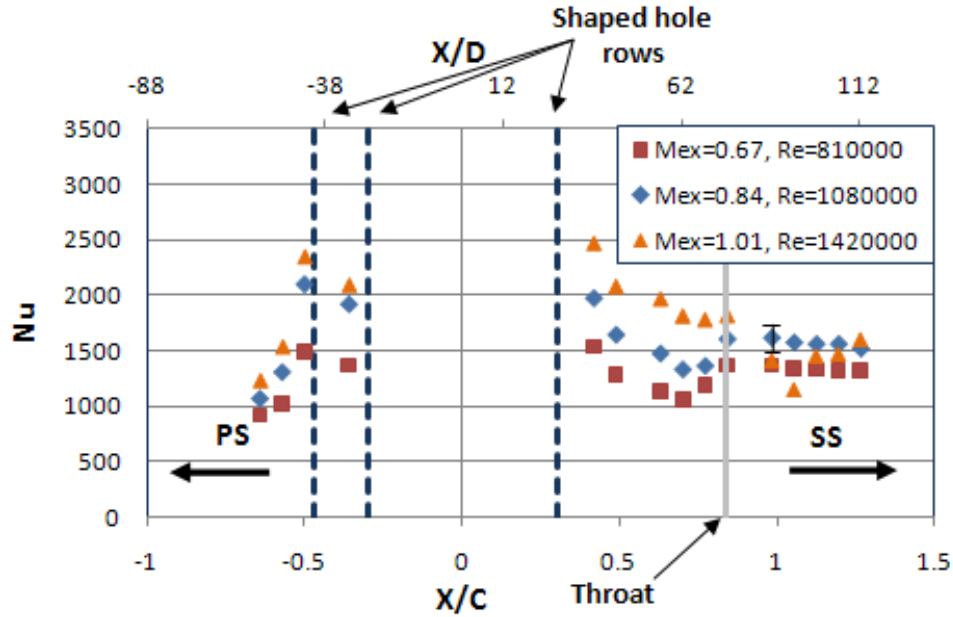 Shaped hole
rows
X/D
-88 -38 12 62 112
3500
3000
2500
2000
1500
1000
500
0
Nu
Mex=0.67, Re=810000
Mex=0.84, Re=1080000
Mex=1.01, Re=1420000
PS
SS
-1 -0.5 0 0.5 1 1.5
X/C
Throat